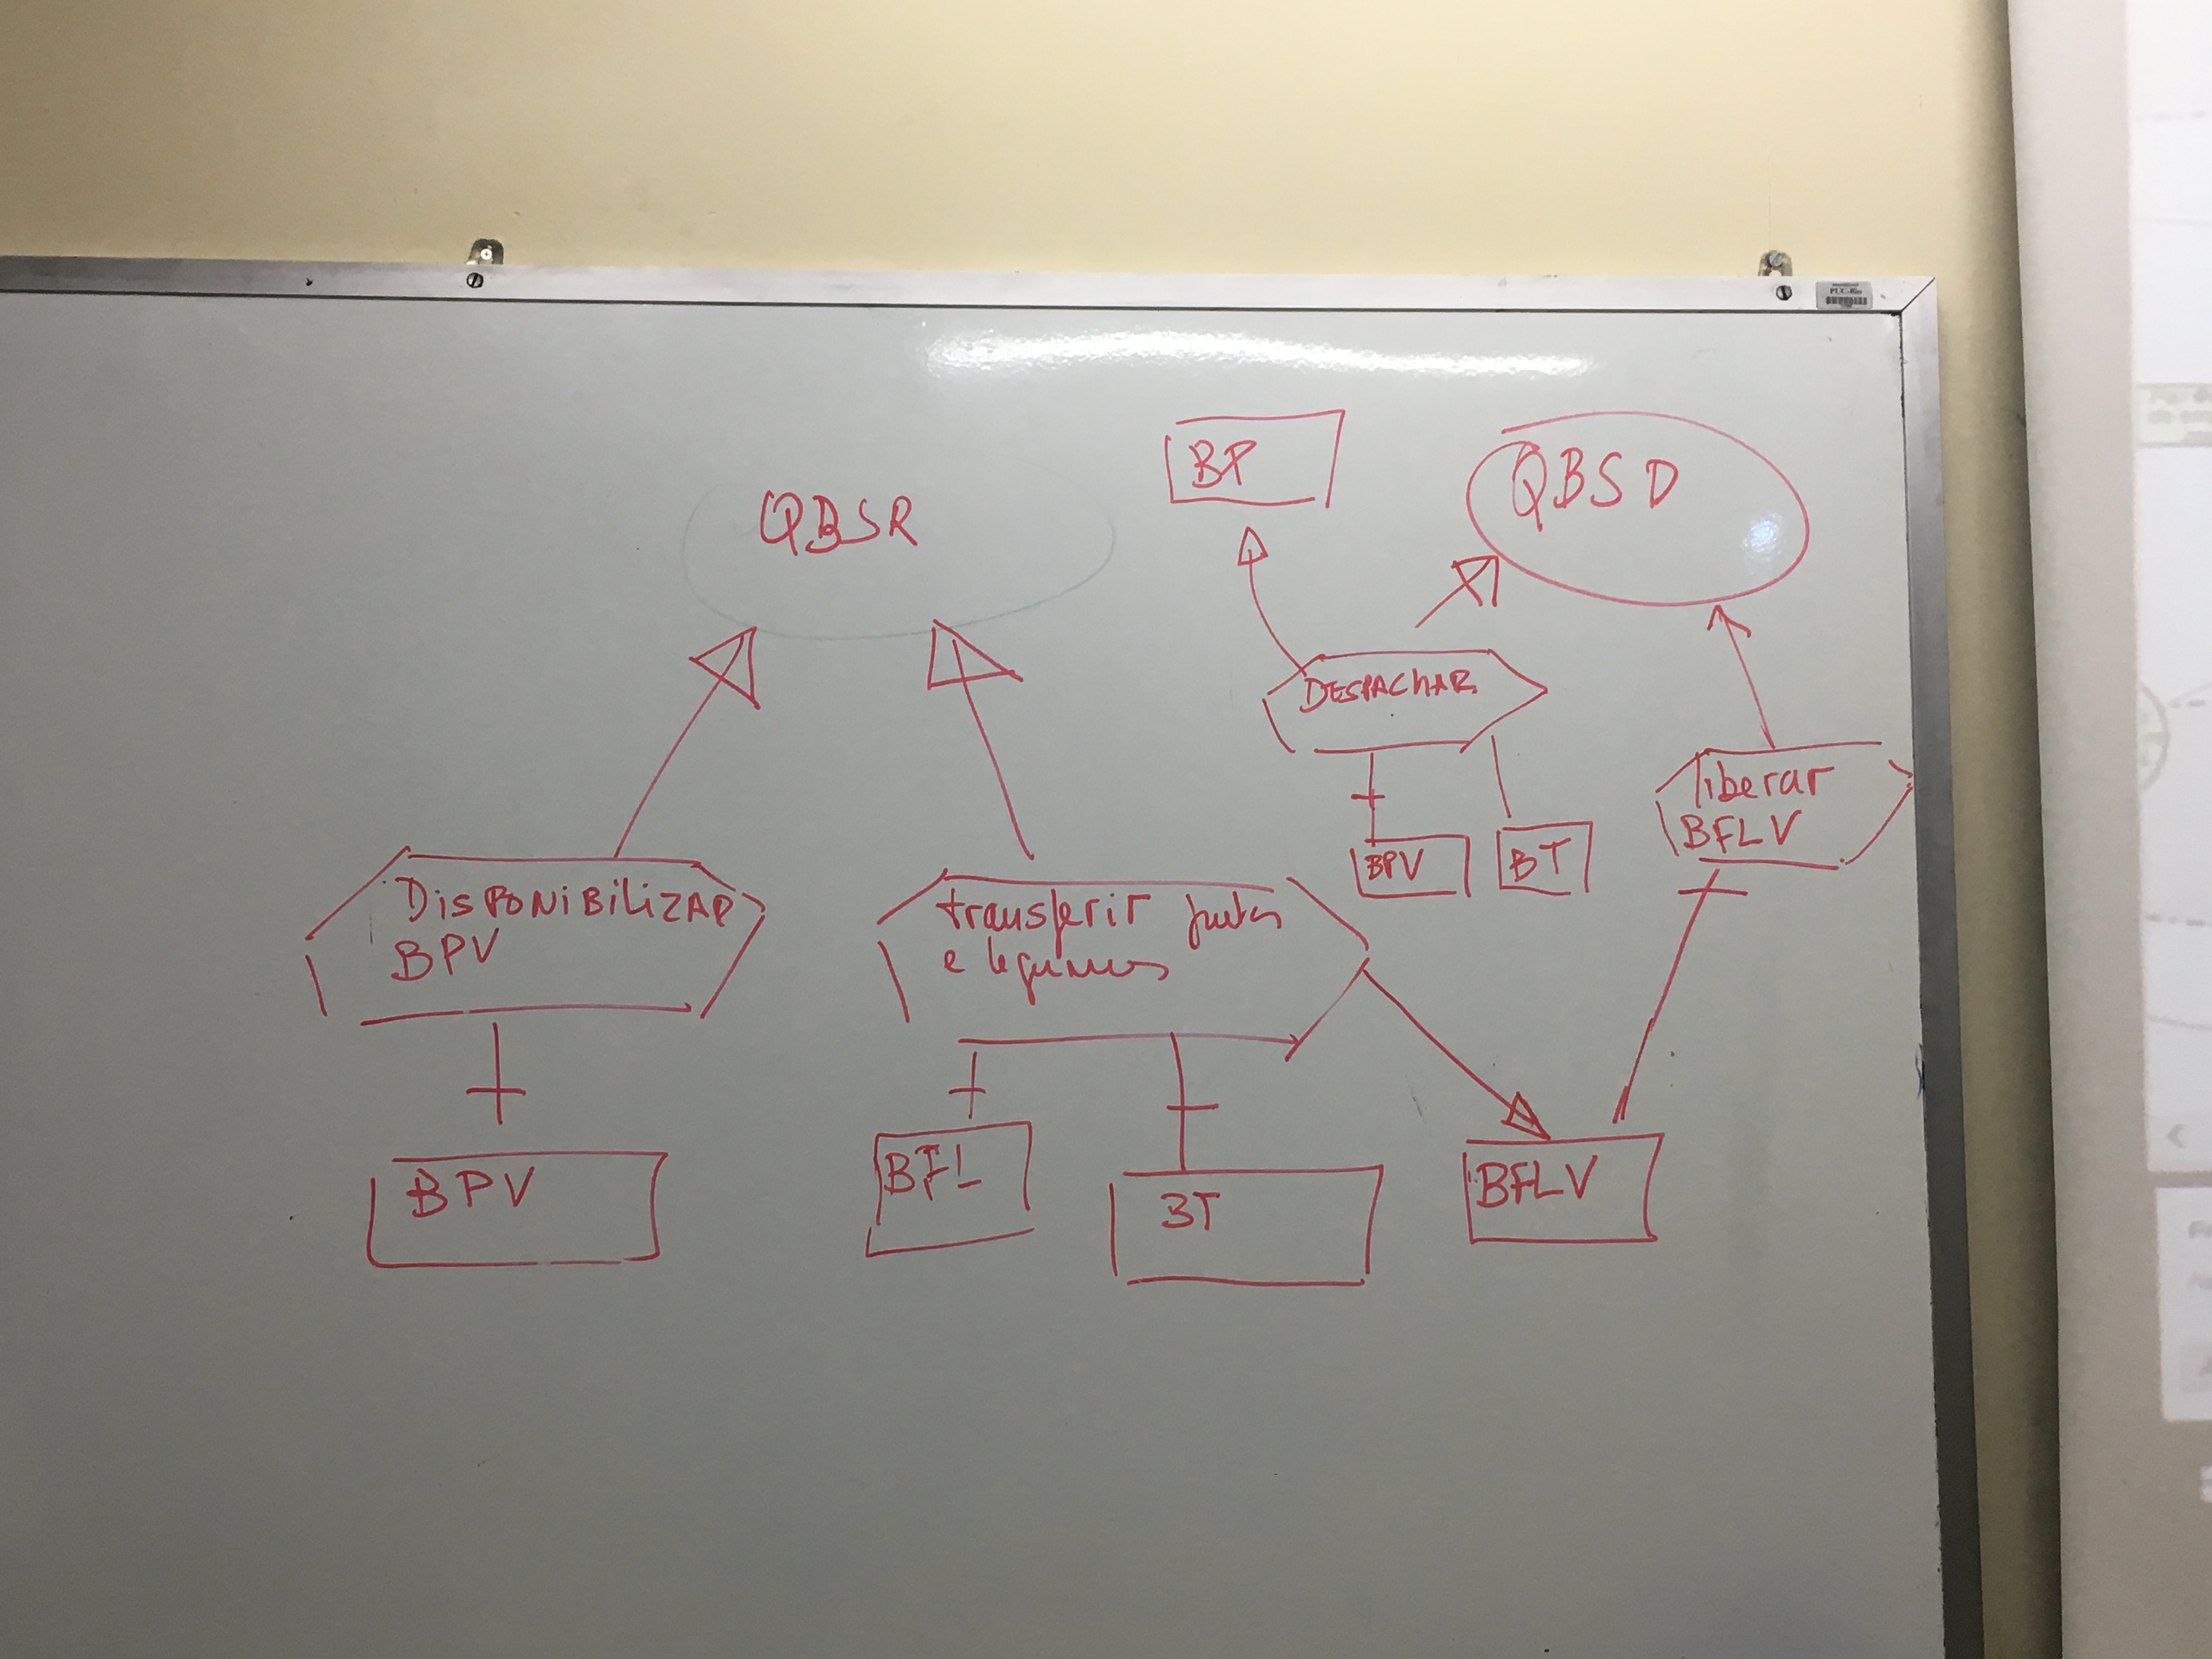 QBSR
BP
QBSD
DESPACHAR
BPV
BT
liberar
BFLV
DISPONIBILIZAR
BPV
transferir frutas
e legumes
BPV
BFL
BT
BFLV
PUC-Rio